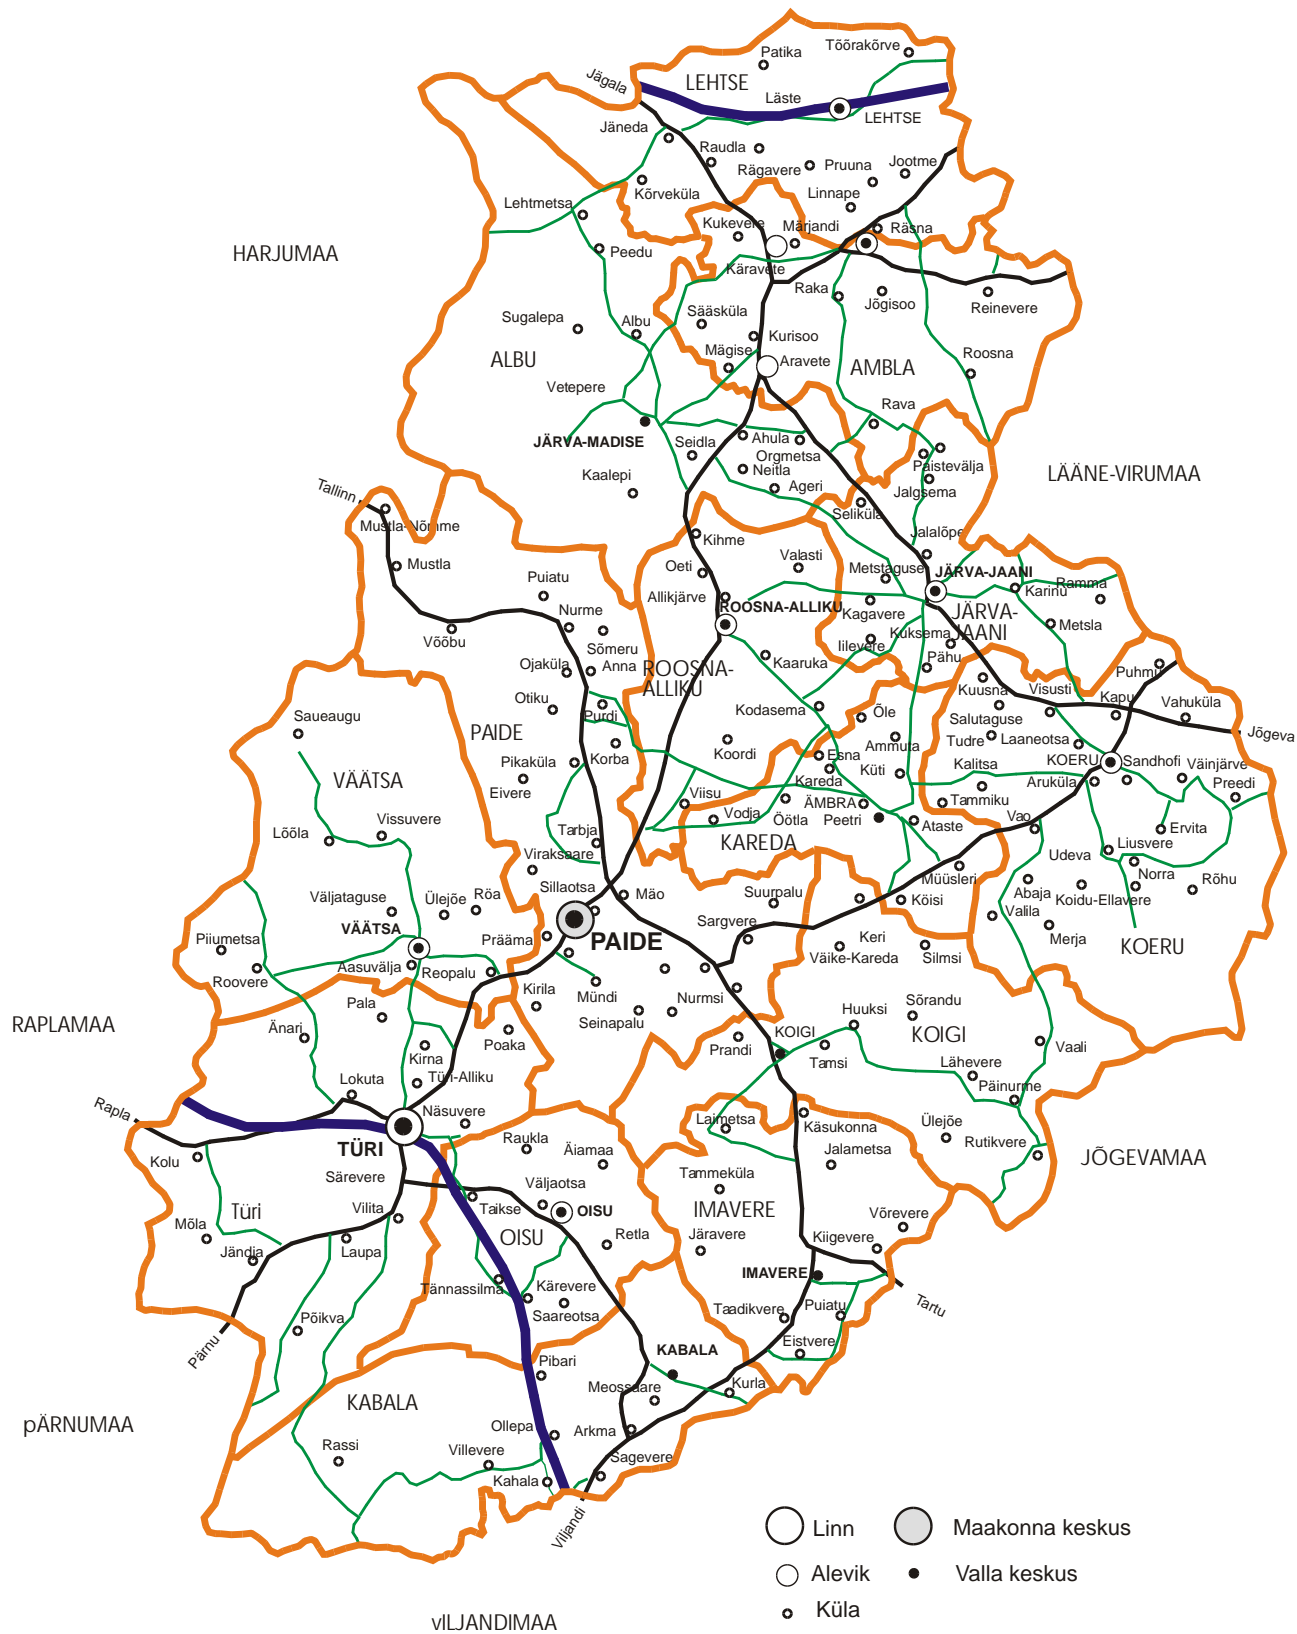 Tõõrakõrve
Patika
LEHTSE
Jägala
Läste
LEHTSE
Jäneda
Raudla
Rägavere
Pruuna
Jootme
Kõrveküla
Linnape
Lehtmetsa
Kukevere
Märjandi
Räsna
HARJUMAA
Peedu
Käravete
Raka
Jõgisoo
Reinevere
Sugalepa
Albu
Sääsküla
Kurisoo
Mägise
Aravete
Roosna
ALBU
AMBLA
Vetepere
Rava
JÄRVA-MADISE
Seidla
Ahula
Orgmetsa
Neitla
Paistevälja
LÄÄNE-VIRUMAA
Kaalepi
Ageri
Jalgsema
Tallinn
Seliküla
Mustla-Nõmme
Kihme
Jalalõpe
Mustla
Oeti
Valasti
Metstaguse
JÄRVA-JAANI
Puiatu
Karinu
Ramma
Allikjärve
ROOSNA-ALLIKU
Kagavere
JÄRVA-
JAANI
Nurme
Metsla
Võõbu
Sõmeru
Iilevere
Kuksema
Ojaküla
Anna
ROOSNA-
ALLIKU
Kaaruka
Pähu
Puhmu
Otiku
Kuusna
Visusti
Kapu
Saueaugu
Purdi
Kodasema
Õle
Salutaguse
Vahuküla
PAIDE
Jõgeva
Korba
Koordi
Ammuta
Tudre
Laaneotsa
Pikaküla
Esna
KOERU
Sandhofi
Väinjärve
VÄÄTSA
Eivere
Kareda
Küti
Kalitsa
Aruküla
Preedi
Viisu
ÄMBRA
Tammiku
Vodja
Öötla
Peetri
Ataste
Vao
Ervita
Lõõla
Vissuvere
Tarbja
KAREDA
Liusvere
Udeva
Viraksaare
Müüsleri
Norra
Röa
Sillaotsa
Mäo
Suurpalu
Abaja
Rõhu
Väljataguse
Ülejõe
Köisi
Koidu-Ellavere
Valila
VÄÄTSA
Prääma
PAIDE
Sargvere
Merja
Piiumetsa
Keri
KOERU
Väike-Kareda
Silmsi
Aasuvälja
Reopalu
Roovere
Mündi
Nurmsi
Pala
Kirila
Sõrandu
Seinapalu
Huuksi
RAPLAMAA
Änari
Poaka
Prandi
KOIGI
KOIGI
Vaali
Kirna
Tamsi
Lähevere
Türi-Alliku
Lokuta
Päinurme
Rapla
Näsuvere
Laimetsa
Käsukonna
Ülejõe
TÜRI
Raukla
Rutikvere
Kolu
Äiamaa
Jalametsa
JÕGEVAMAA
Särevere
Tammeküla
Väljaotsa
Türi
Vilita
Taikse
OISU
IMAVERE
Mõla
OISU
Retla
Järavere
Võrevere
Jändja
Laupa
Kiigevere
Tännassilma
Kärevere
IMAVERE
Tartu
Põikva
Saareotsa
Taadikvere
Puiatu
Pärnu
KABALA
Eistvere
Pibari
Kurla
Meossaare
KABALA
pÄRNUMAA
Ollepa
Arkma
Rassi
Villevere
Sagevere
Kahala
Viljandi
Linn
Maakonna keskus
Alevik
Valla keskus
Küla
vILJANDIMAA